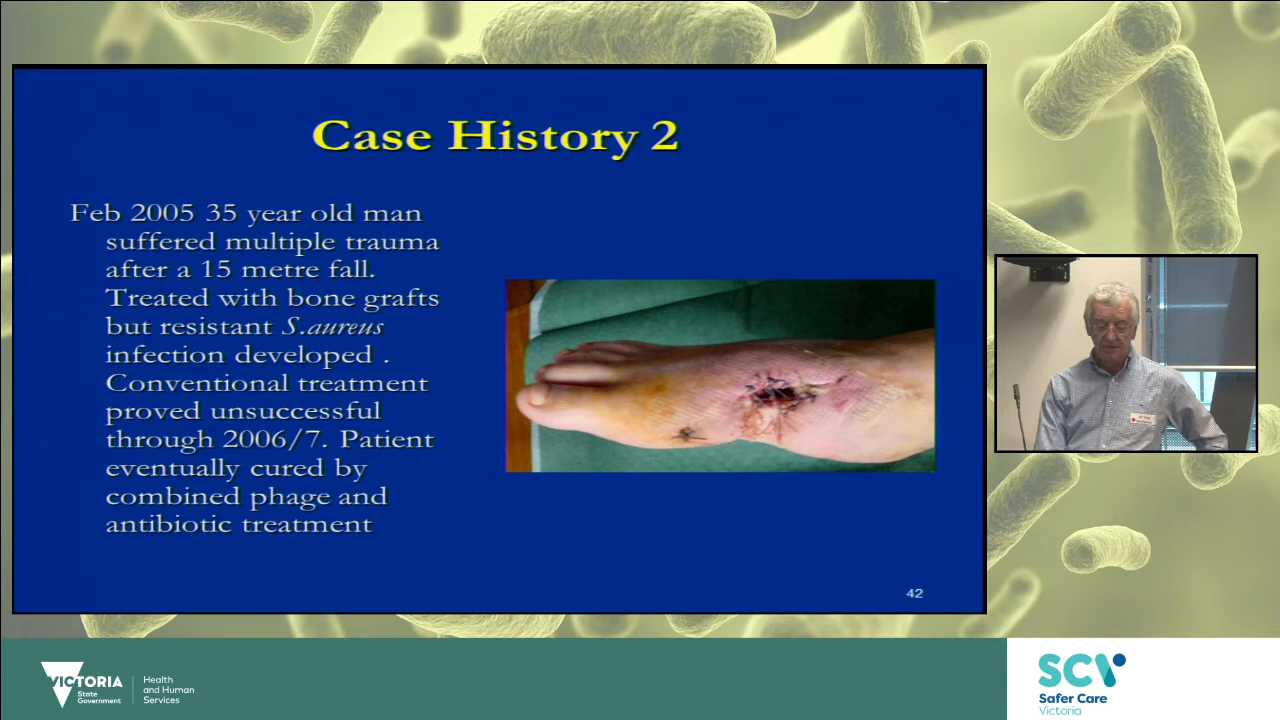 Case History 2
Feb 2005 35 year old man
suffered multiple trauma
after a 15 metre fall.
Treated with bone grafts
but resistant S.aureus
infection developed .
Conventional treatment
proved unsuccessful
through 2006/7. Patient
eventually cured by
combined phage and
antibiotic treatment
42
VICTORIA
State
Government
Health
and Human
Services
SCV
Safer Care
Victoria